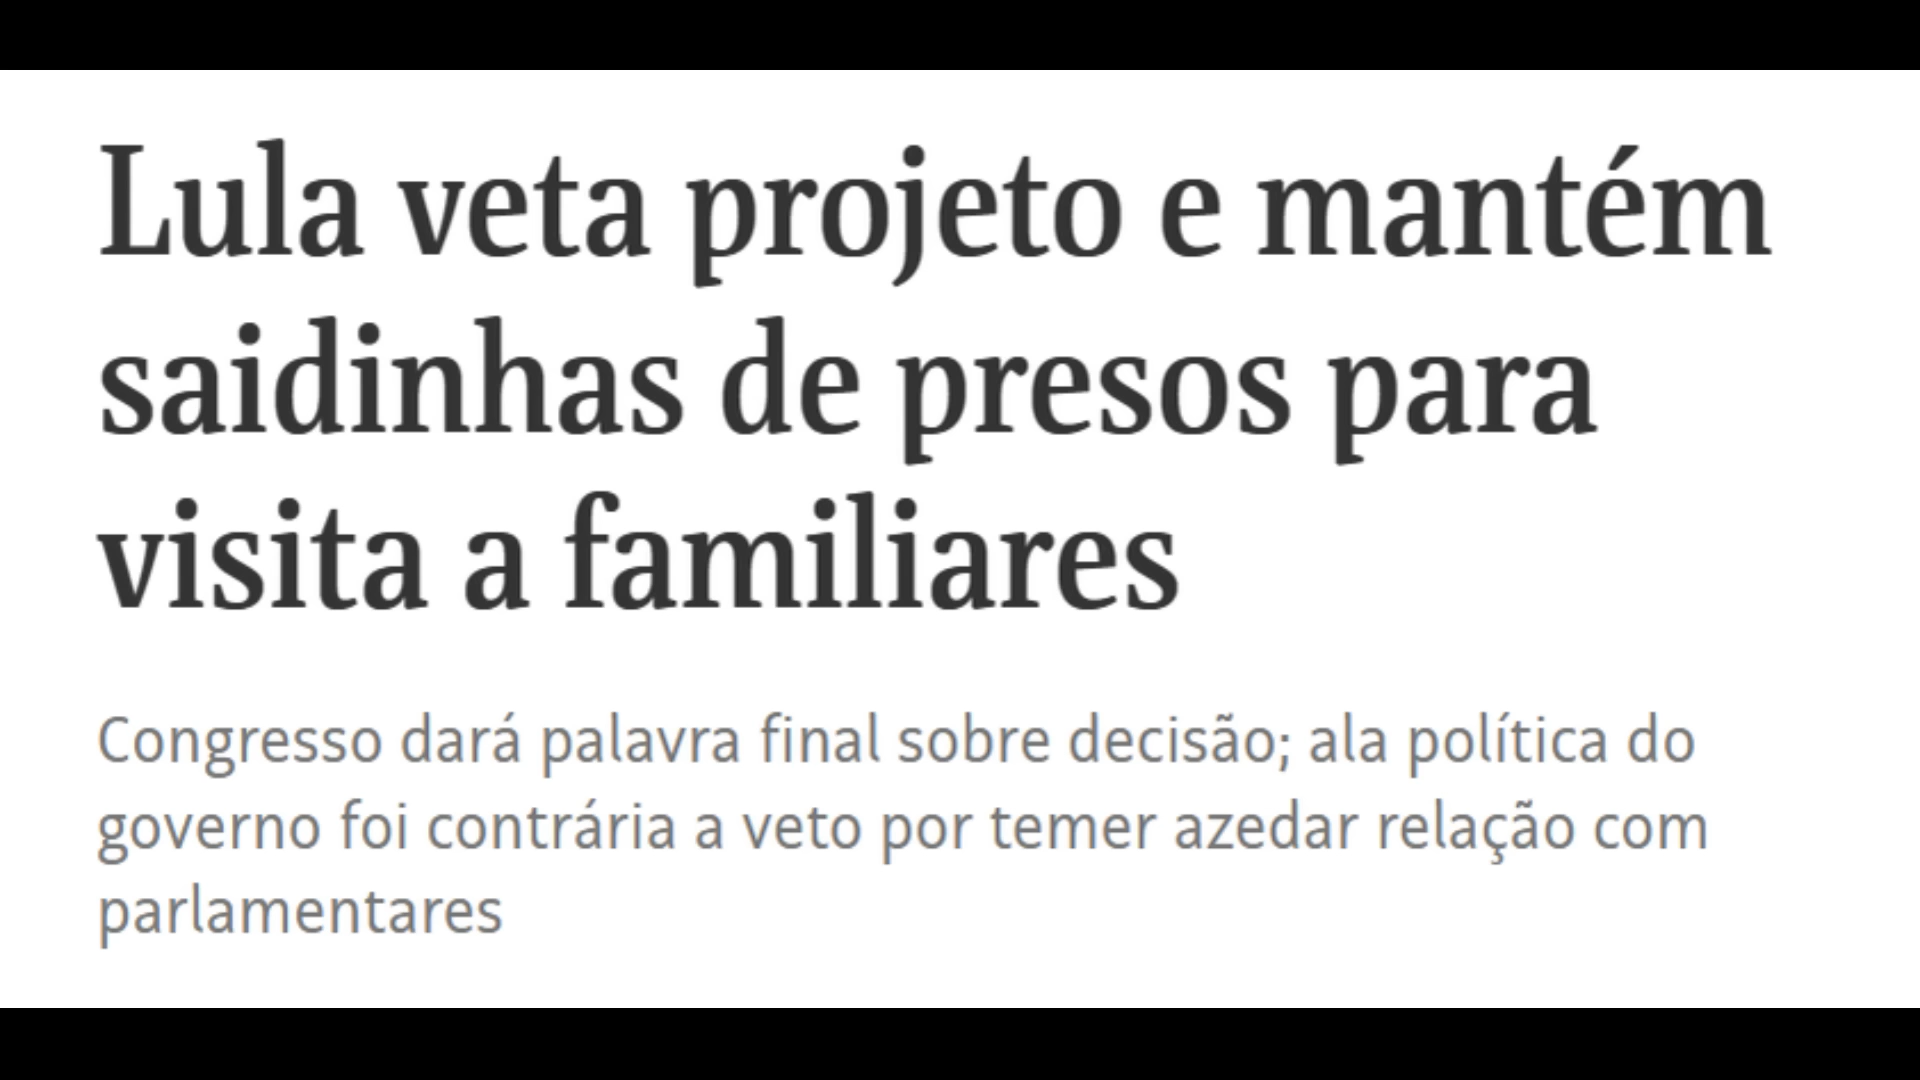 Lula veta projeto e mantém
saidinhas de presos para
visita a familiares
Congresso dará palavra final sobre decisão; ala política do
governo foi contrária a veto por temer azedar relação com
parlamentares